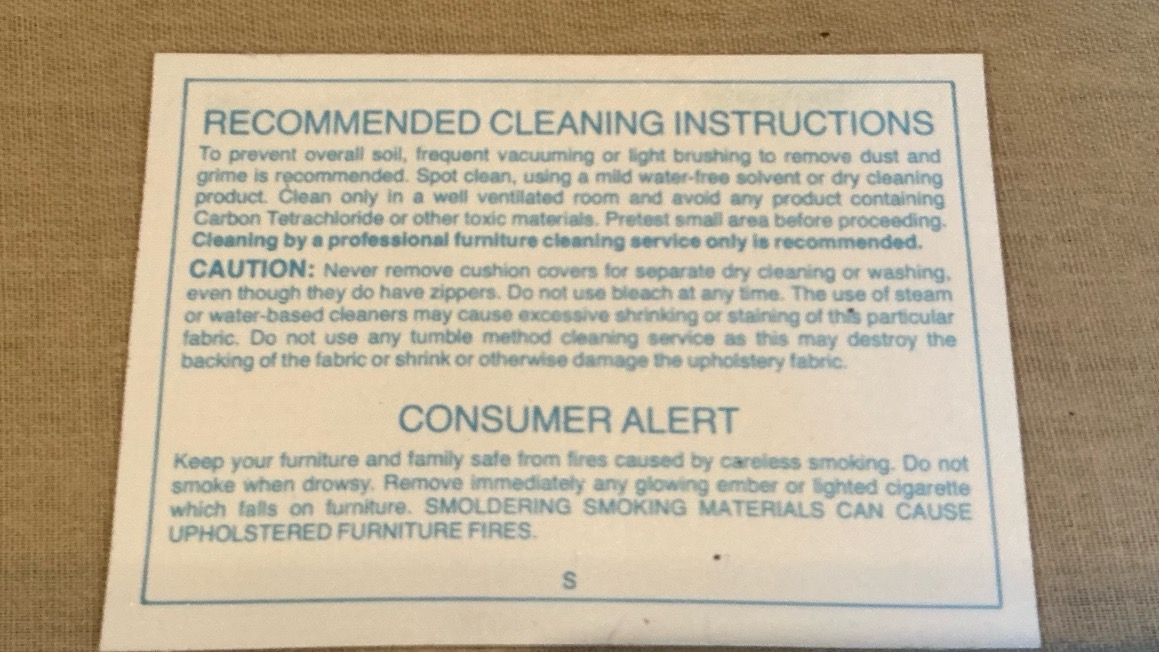 RECOMMENDED CLEANING INSTRUCTIONS
To prevent overall soil, frequent vacuuming or light brushing to remove dust and
grime is recommended. Spot clean, using a mild water-free solvent or dry cleaning
product. Clean only in a well ventilated room and avoid any product containing
Carbon Tetrachloride or other toxic materials. Pretest small area before proceeding.
Cleaning by a professional furniture cleaning service only is recommended.
CAUTION: Never remove cushion covers for separate dry cleaning or washing,
even though they do have zippers. Do not use bleach at any time. The use of steam
or water-based cleaners may cause excessive shrinking or staining of this particular
fabric. Do not use any tumble method cleaning service as this may destroy the
backing of the fabric or shrink or otherwise damage the upholstery fabric.
CONSUMER ALERT
Keep your furniture and family safe from fires caused by careless smoking. Do not
smoke when drowsy. Remove immediately any glowing ember or lighted cigarette
which falls on furniture. SMOLDERING SMOKING MATERIALS CAN CAUSE
UPHOLSTERED FURNITURE FIRES.
S